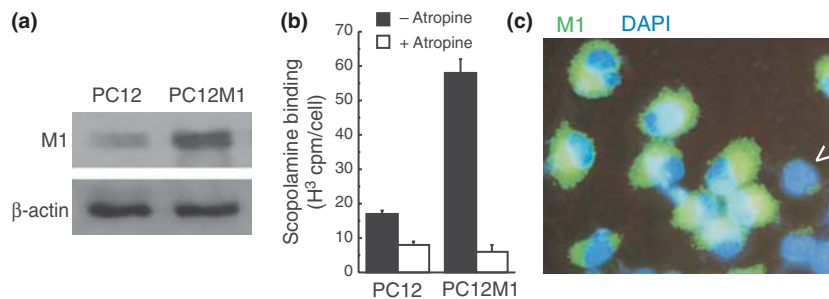 (a)
PC12 PC12M1
M1
β-actin
(b)
– Atropine
+ Atropine
Scopolamine binding
(H³ cpm/cell)
70
60
50
40
30
20
10
0
PC12 PC12M1
(c)
M1 DAPI